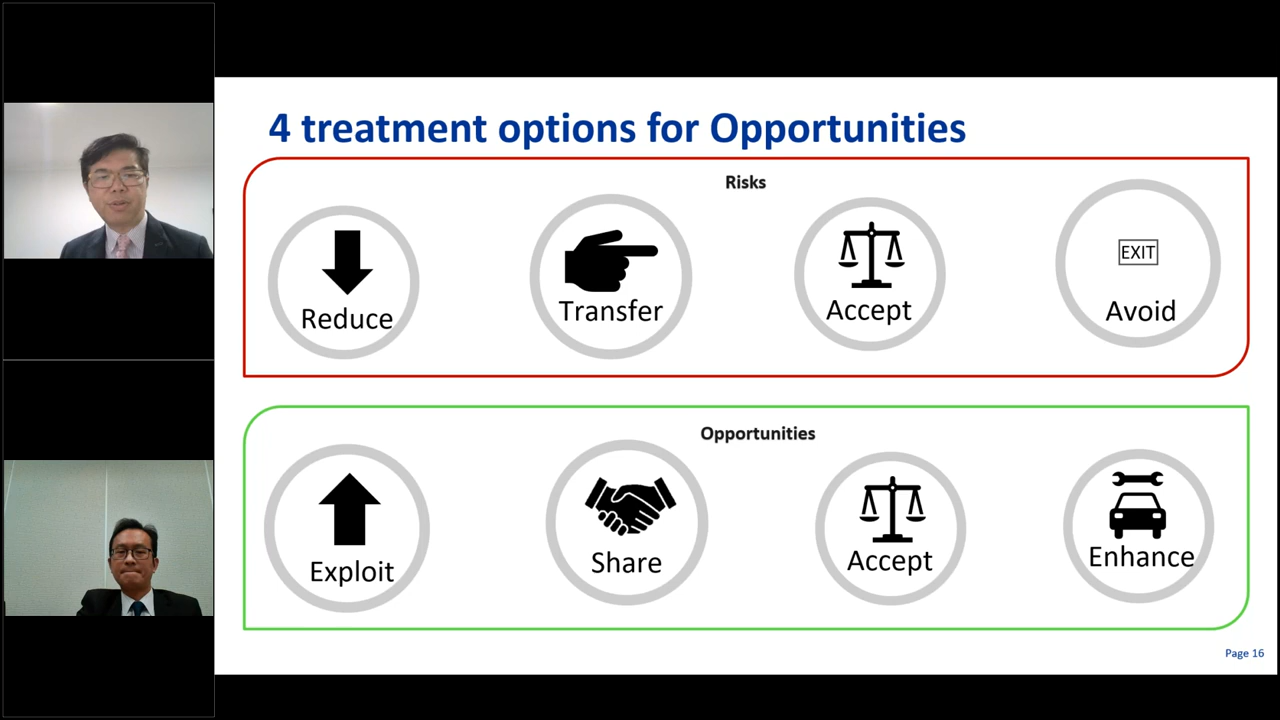 4 treatment options for Opportunities
Risks
Reduce
Transfer
Accept
EXIT
Avoid
Opportunities
Exploit
Share
Accept
Enhance
Page 16